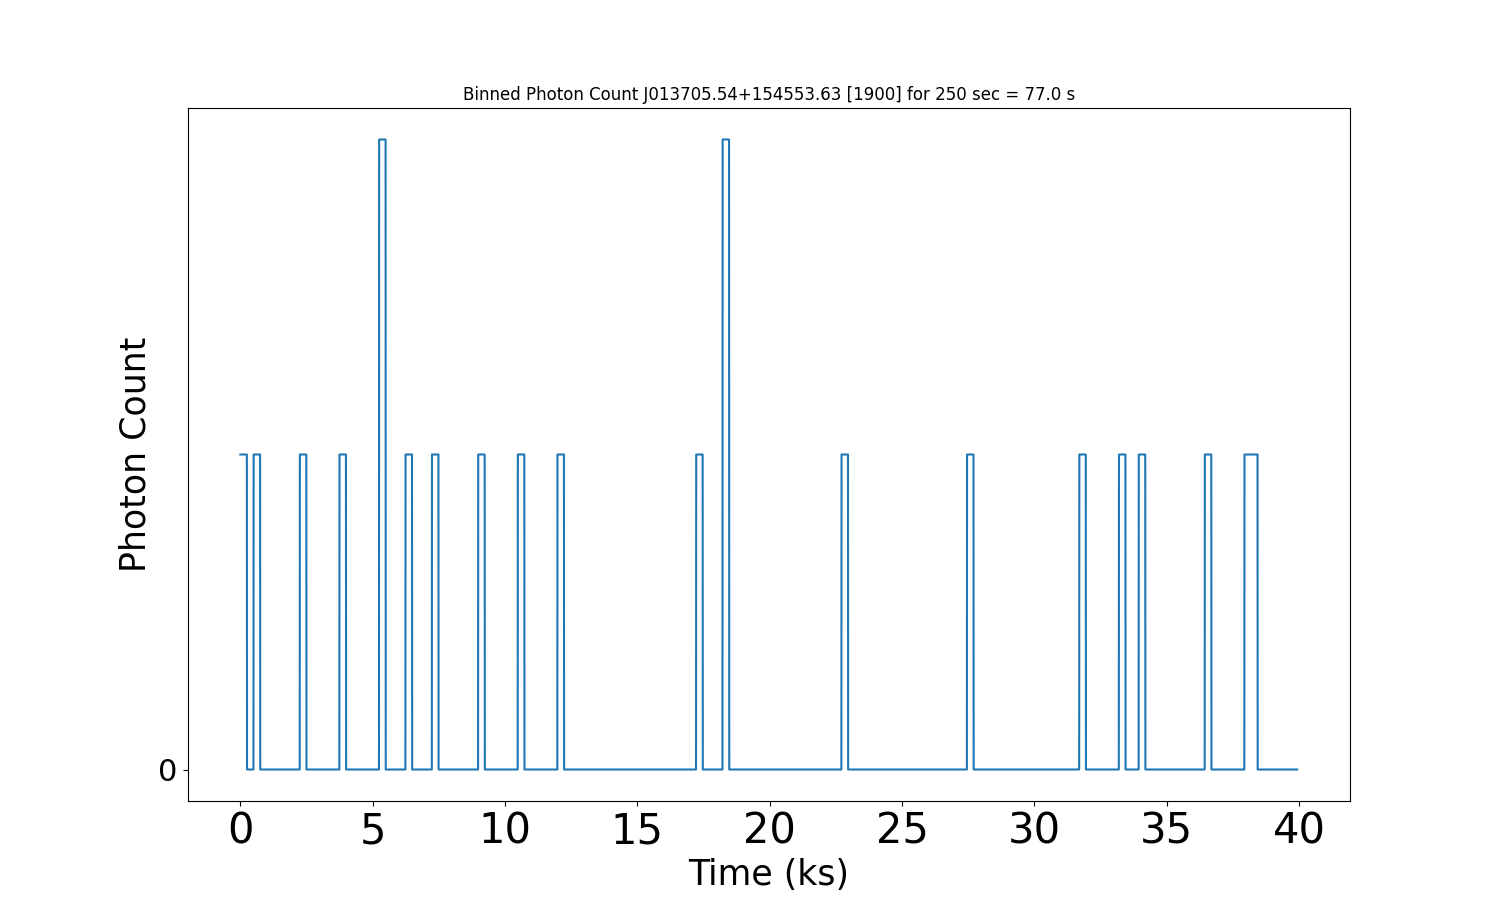 Binned Photon Count J013705.54+154553.63 [1900] for 250 sec = 77.0 s
Photon Count
0
0 5 10 15 20 25 30 35 40
Time (ks)